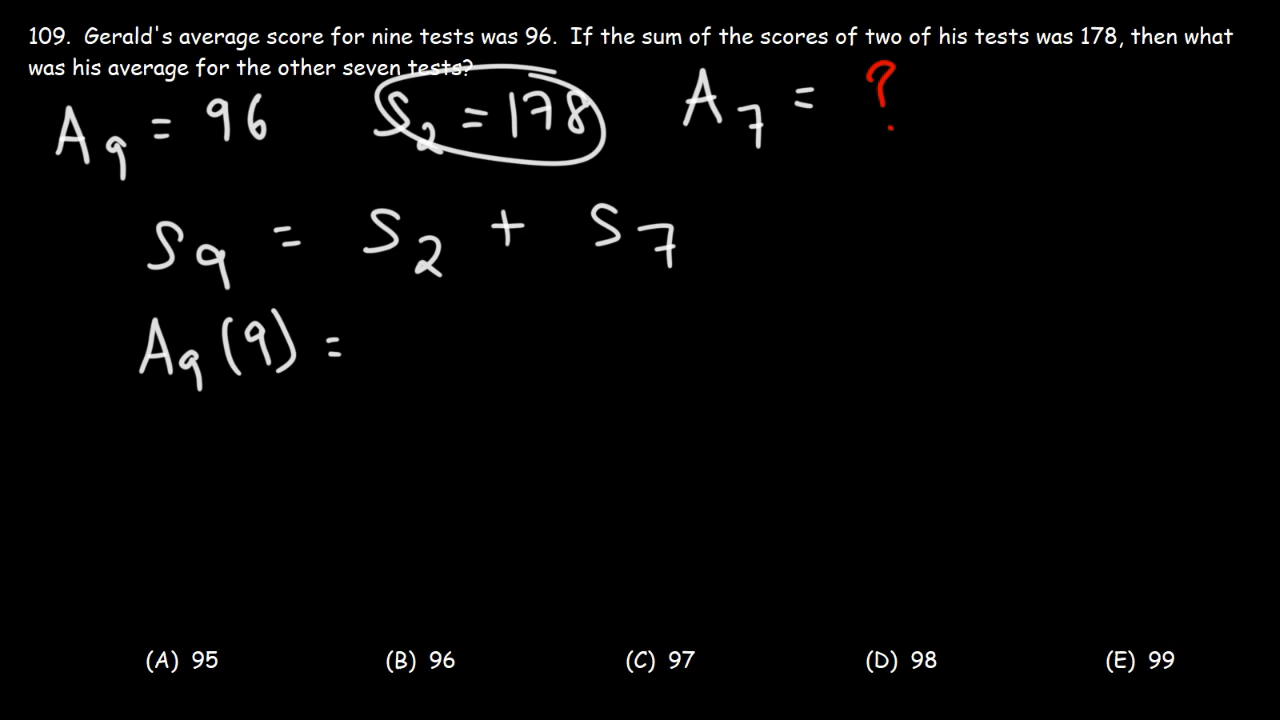 109. Gerald's average score for nine tests was 96. If the sum of the scores of two of his tests was 178, then what
was his average for the other seven tests?
A₉ = 96 S₂ = 178 A₇ = ?
S₉ = S₂ + S₇
A₉(9) =
(A) 95 (B) 96 (C) 97 (D) 98 (E) 99